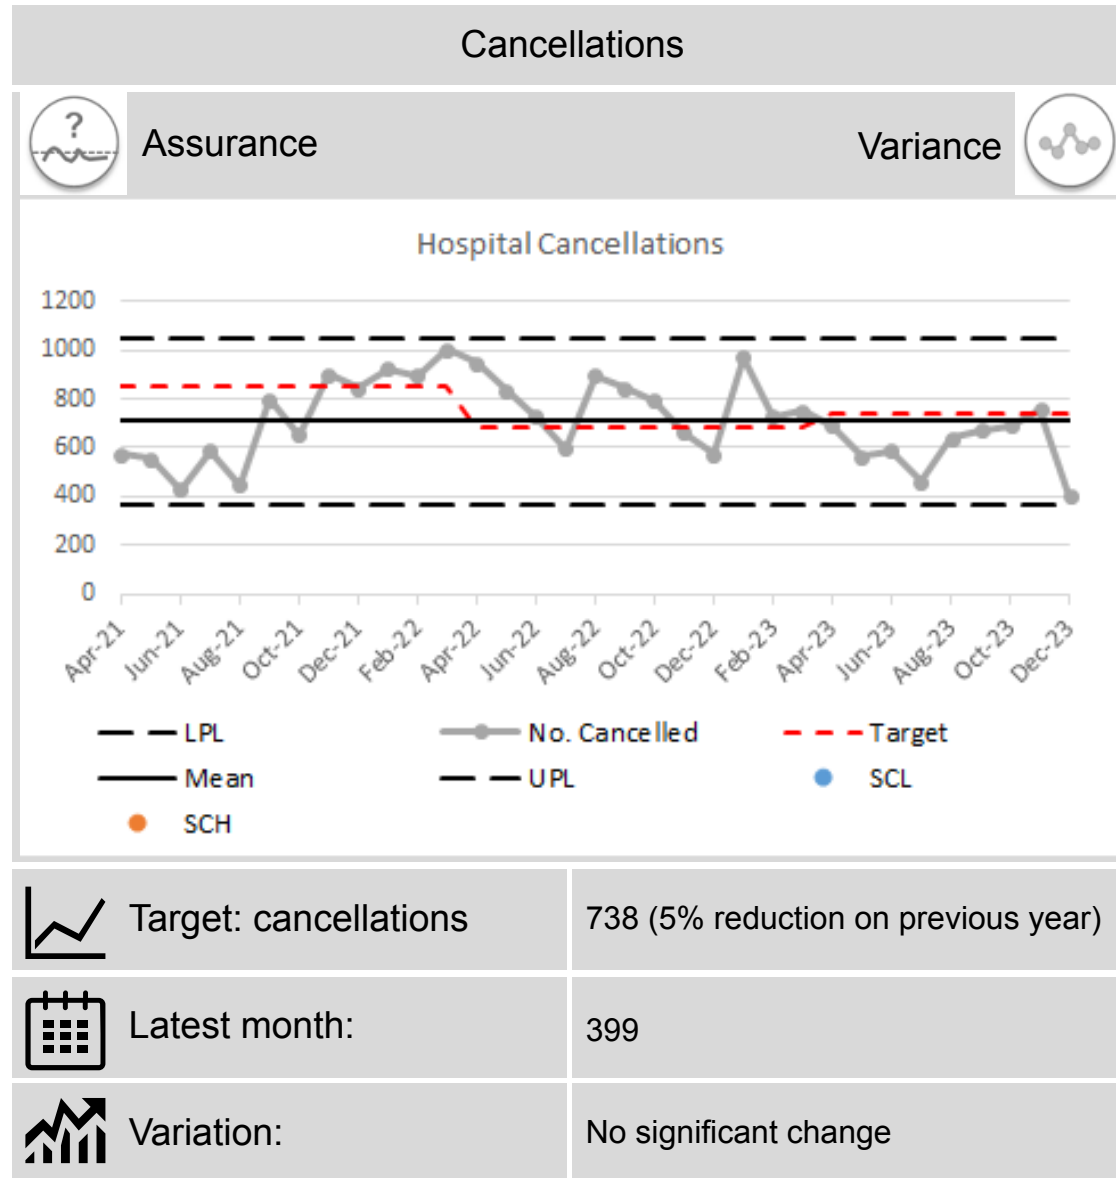 Cancellations
?
Assurance
Variance
Hospital Cancellations
1200
1000
800
600
400
200
0
Apr-21 Jun-21 Aug-21 Oct-21 Dec-21 Feb-22 Apr-22 Jun-22 Aug-22 Oct-22 Dec-22 Feb-23 Apr-23 Jun-23 Aug-23 Oct-23 Dec-23
LPL No. Cancelled Target
Mean UPL SCL
SCH
Target: cancellations 738 (5% reduction on previous year)
Latest month: 399
Variation: No significant change